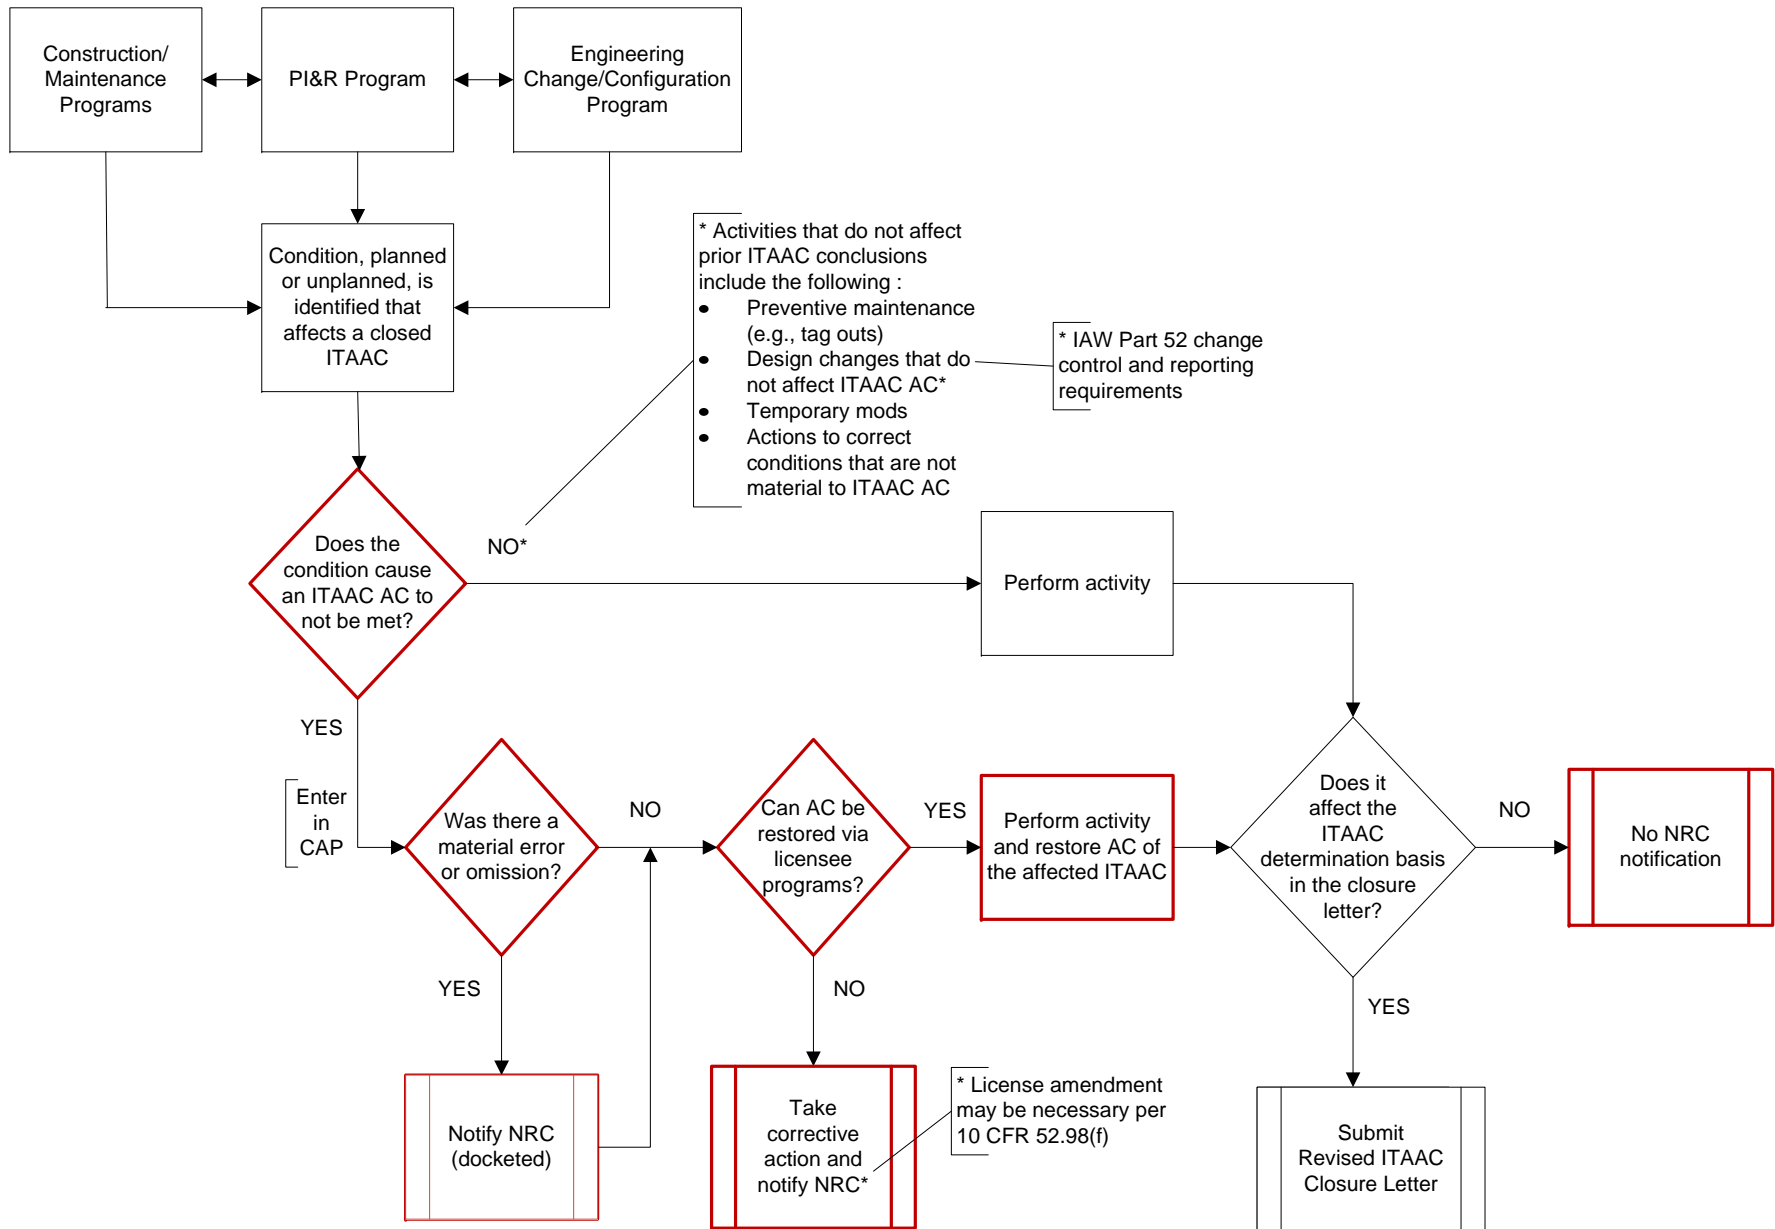 Construction/
Maintenance
Programs
PI&R Program
Engineering
Change/Configuration
Program
Condition, planned
or unplanned, is
identified that
affects a closed
ITAAC
* Activities that do not affect
prior ITAAC conclusions
include the following :
• Preventive maintenance
(e.g., tag outs)
• Design changes that do
not affect ITAAC AC*
• Temporary mods
• Actions to correct
conditions that are not
material to ITAAC AC
* IAW Part 52 change
control and reporting
requirements
Does the
condition cause
an ITAAC AC to
not be met?
NO*
Perform activity
YES
Enter
in
CAP
Was there a
material error
or omission?
NO
Can AC be
restored via
licensee
programs?
YES
Perform activity
and restore AC of
the affected ITAAC
Does it
affect the
ITAAC
determination basis
in the closure
letter?
NO
No NRC
notification
YES
NO
YES
Notify NRC
(docketed)
Take
corrective
action and
notify NRC*
* License amendment
may be necessary per
10 CFR 52.98(f)
Submit
Revised ITAAC
Closure Letter